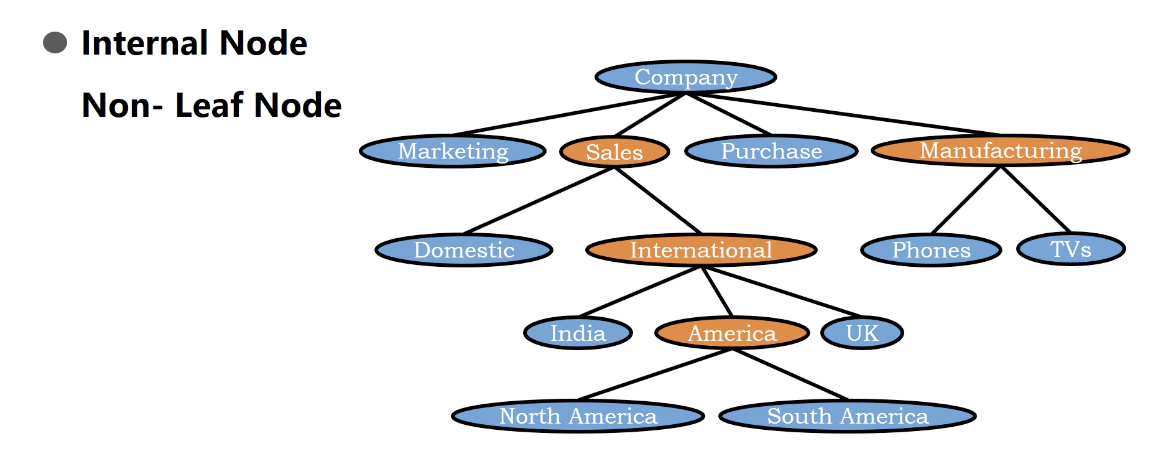 Internal Node
Non- Leaf Node
Company
Marketing Sales Purchase Manufacturing
Domestic International Phones TVs
India America UK
North America South America